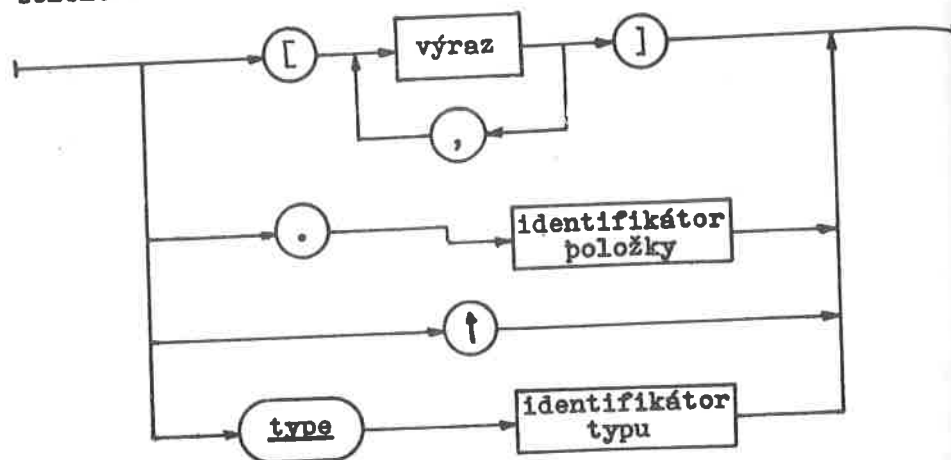 [ výraz ]
,
. identifikátor
položky
↑
type identifikátor
typu